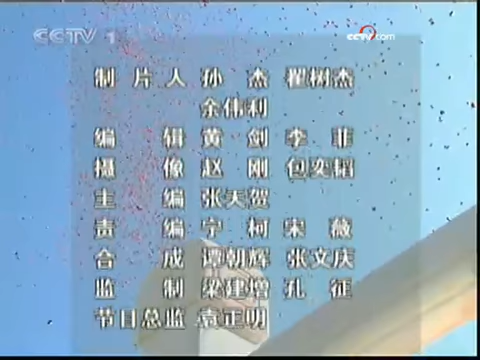 CCTV 1
CCTV.com
制片人 孙杰 翟树杰
余伟利
编辑 黄剑 李菲
摄像 赵刚 包奕韬
主编 张天贺
责编 宁柯 宋薇
合成 谭朝辉 张文庆
监制 梁建增 孔征
节目总监 袁正明